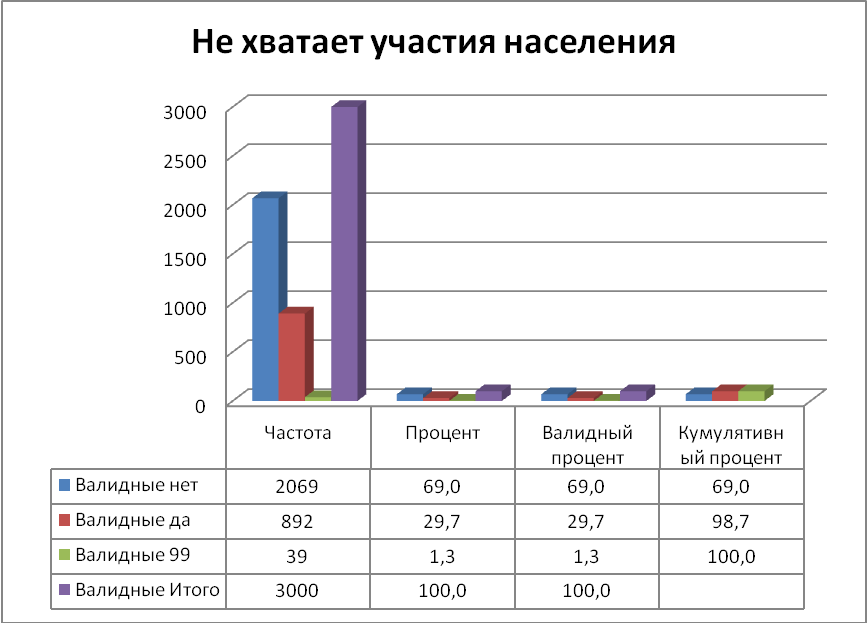 Не хватает участия населения
3000
2500
2000
1500
1000
500
0
Частота Процент Валидный процент Кумулятивн ый процент
Валидные нет 2069 69,0 69,0 69,0
Валидные да 892 29,7 29,7 98,7
Валидные 99 39 1,3 1,3 100,0
Валидные Итого 3000 100,0 100,0